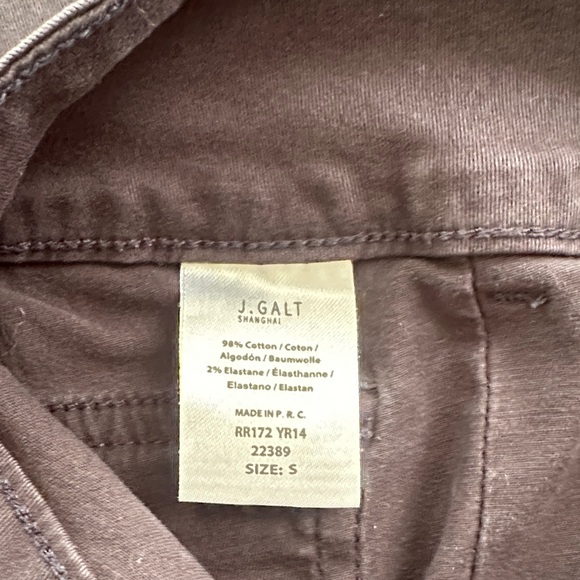 J.GALT
SHANGHAI
98% Cotton / Coton /
Algodón / Baumwolle
2% Elastane / Élasthanne /
Elastano / Elastan
MADE IN P. R. C.
RR172 YR14
22389
SIZE: S